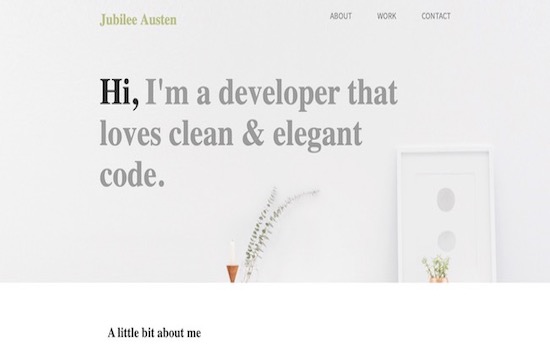 Jubilee Austen
ABOUT WORK CONTACT
Hi, I'm a developer that
loves clean & elegant
code.
A little bit about me